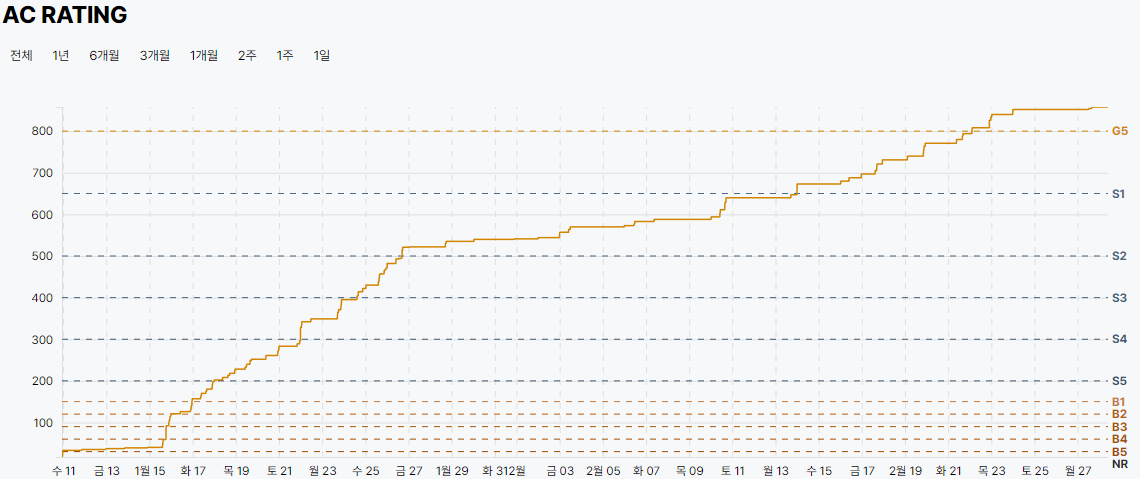 AC RATING
전체 1년 6개월 3개월 1개월 2주 1주 1일
800 G5
700
S1
600
500 S2
400 S3
300 S4
200 S5
B1
B2
100 B3
B4
B5
NR
수 11 금 13 1월 15 화 17 목 19 토 21 월 23 수 25 금 27 1월 29 화 31 2월 금 03 2월 05 화 07 목 09 토 11 월 13 수 15 금 17 2월 19 화 21 목 23 토 25 월 27